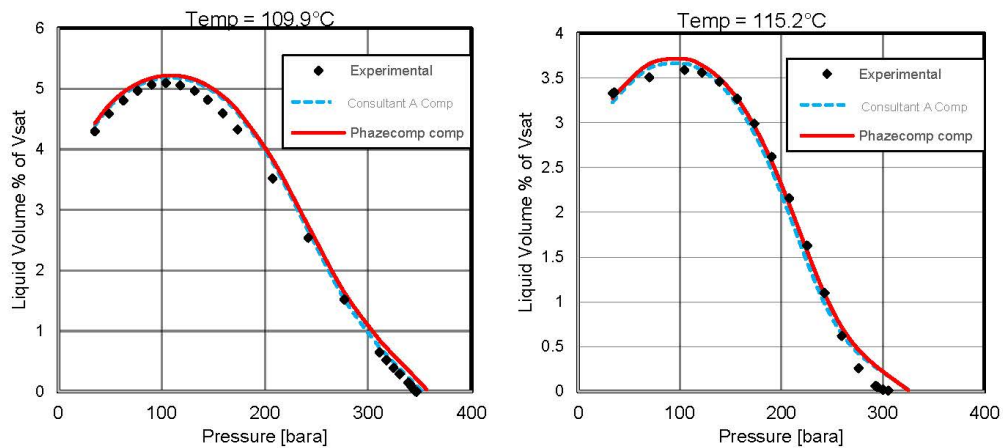 Temp = 109.9°C
6
5
4
3
2
1
0
Liquid Volume % of Vsat
Experimental
Consultant A Comp
Phazecomp comp
0
100
200
300
400
Pressure [bara]
Temp = 115.2°C
4
3.5
3
2.5
2
1.5
1
0.5
0
Liquid Volume % of Vsat
Experimental
Consultant A Comp
Phazecomp comp
0
100
200
300
400
Pressure [bara]